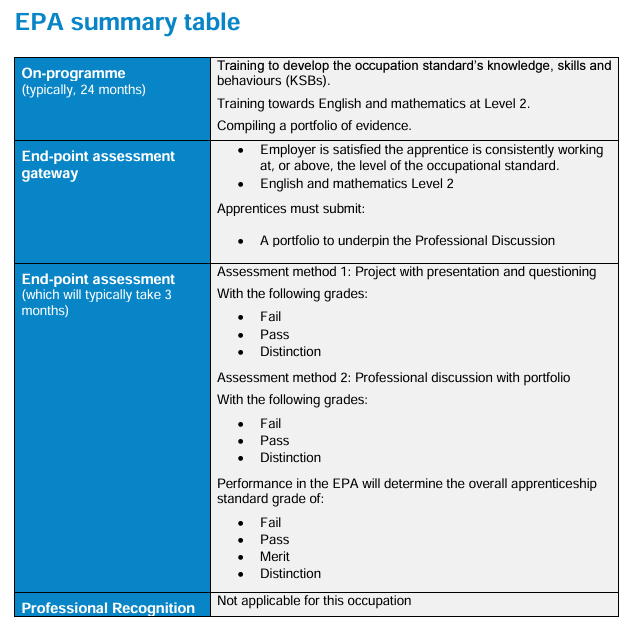 EPA summary table
On-programme
(typically, 24 months)
Training to develop the occupation standard's knowledge, skills and
behaviours (KSBs).
Training towards English and mathematics at Level 2.
Compiling a portfolio of evidence.
End-point assessment
gateway
• Employer is satisfied the apprentice is consistently working
at, or above, the level of the occupational standard.
• English and mathematics Level 2
Apprentices must submit:
• A portfolio to underpin the Professional Discussion
End-point assessment
(which will typically take 3
months)
Assessment method 1: Project with presentation and questioning
With the following grades:
• Fail
• Pass
• Distinction
Assessment method 2: Professional discussion with portfolio
With the following grades:
• Fail
• Pass
• Distinction
Performance in the EPA will determine the overall apprenticeship
standard grade of:
• Fail
• Pass
• Merit
• Distinction
Professional Recognition
Not applicable for this occupation